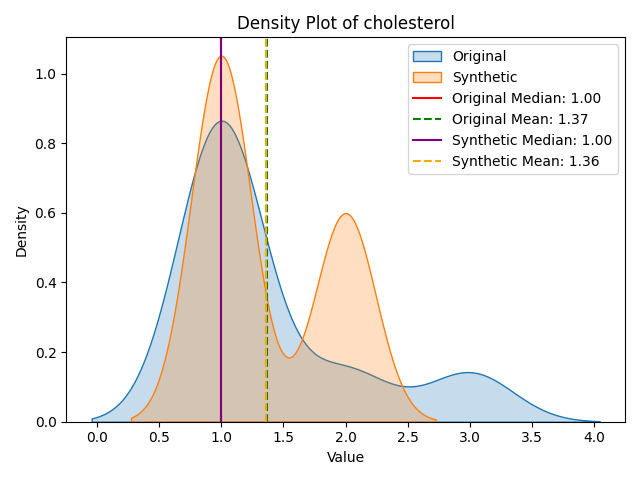 Density Plot of cholesterol
Original
Synthetic
Original Median: 1.00
Original Mean: 1.37
Synthetic Median: 1.00
Synthetic Mean: 1.36
Density
1.0
0.8
0.6
0.4
0.2
0.0
0.0 0.5 1.0 1.5 2.0 2.5 3.0 3.5 4.0
Value